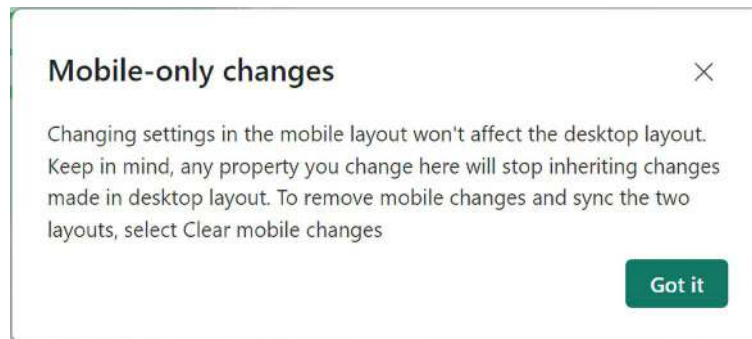 Mobile-only changes
Changing settings in the mobile layout won't affect the desktop layout.
Keep in mind, any property you change here will stop inheriting changes
made in desktop layout. To remove mobile changes and sync the two
layouts, select Clear mobile changes
Got it